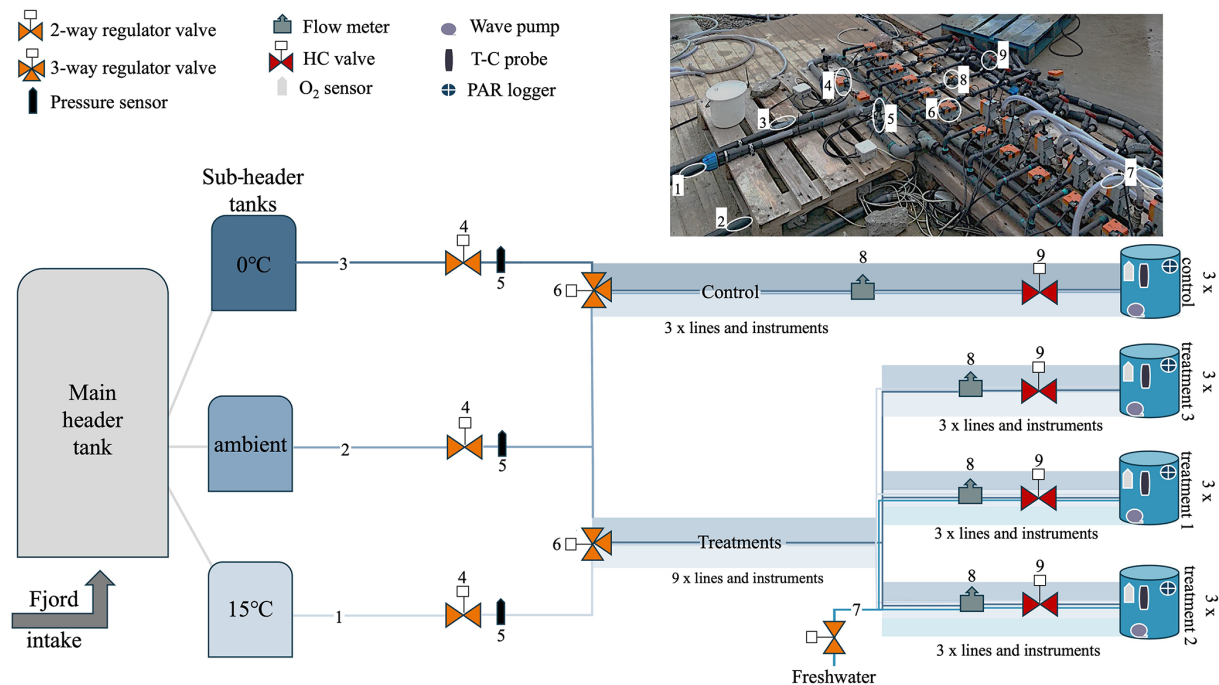 2-way regulator valve
3-way regulator valve
Pressure sensor
Flow meter
HC valve
O₂ sensor
Wave pump
T-C probe
PAR logger
1
2
3
4
5
6
7
8
9
Sub-header
tanks
0°C
3
4
5
6
Control
3 x lines and instruments
8
9
3 x
control
Main
header
tank
ambient
2
4
5
8
9
3 x lines and instruments
3 x
treatment 3
8
9
3 x lines and instruments
3 x
treatment 1
6
Treatments
9 x lines and instruments
15°C
1
4
5
7
Freshwater
8
9
3 x lines and instruments
3 x
treatment 2
Fjord
intake